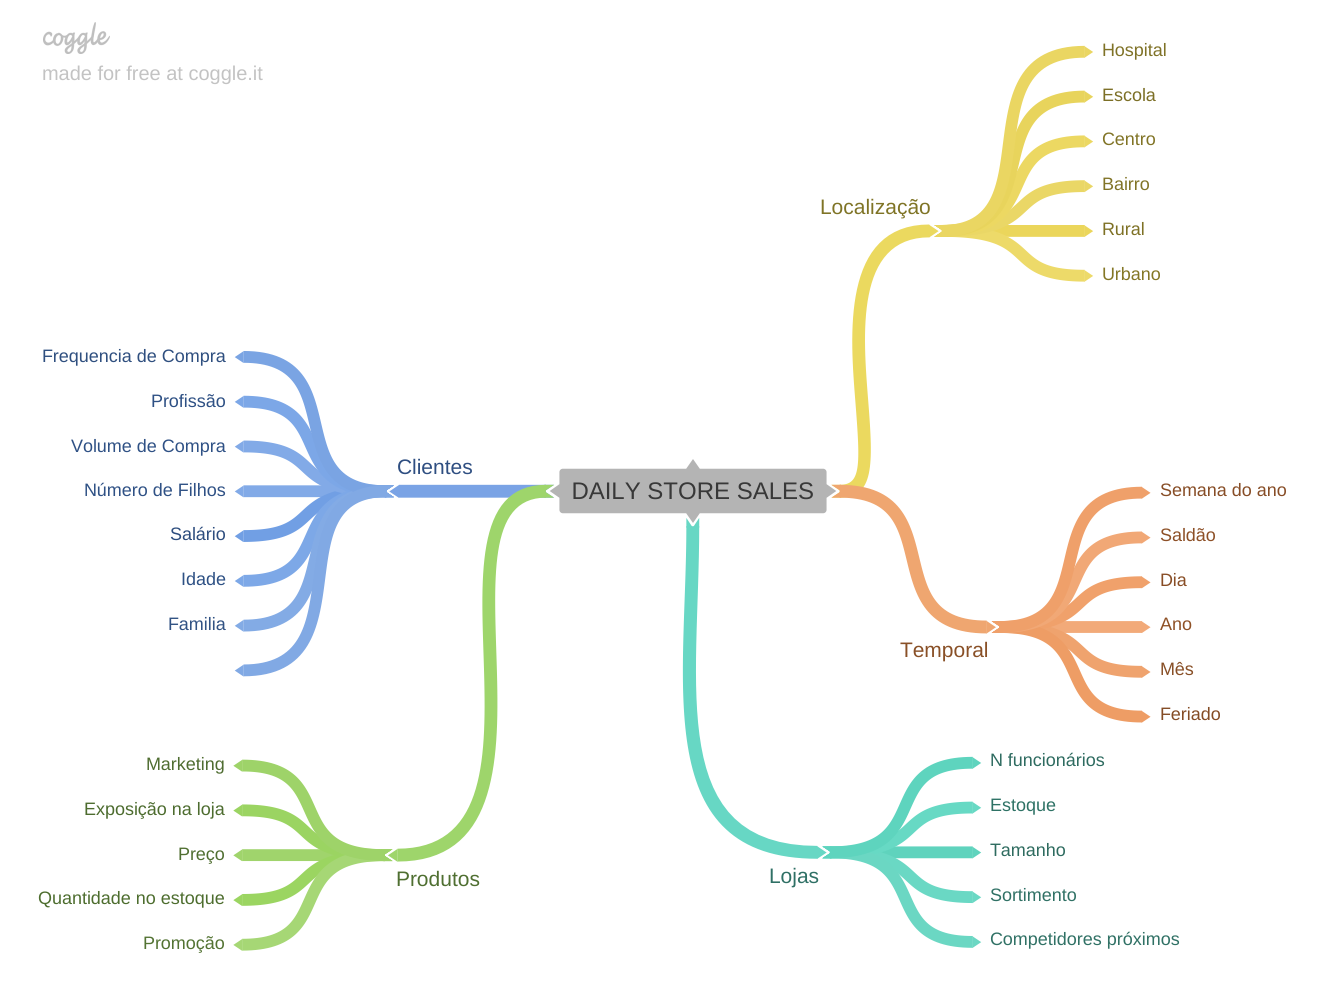 coggle
made for free at coggle.it
DAILY STORE SALES
Localização
Hospital
Escola
Centro
Bairro
Rural
Urbano
Temporal
Semana do ano
Saldão
Dia
Ano
Mês
Feriado
Lojas
N funcionários
Estoque
Tamanho
Sortimento
Competidores próximos
Clientes
Frequencia de Compra
Profissão
Volume de Compra
Número de Filhos
Salário
Idade
Familia
Produtos
Marketing
Exposição na loja
Preço
Quantidade no estoque
Promoção